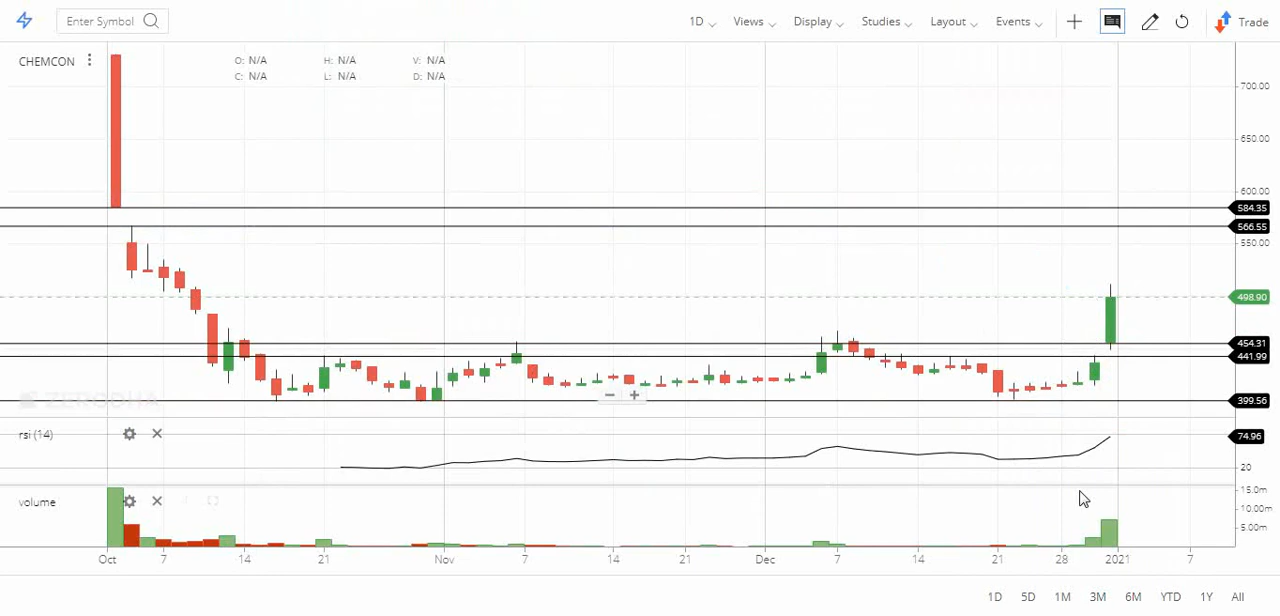 Enter Symbol 1D Views Display Studies Layout Events Trade
CHEMCON O: N/A H: N/A V: N/A
C: N/A L: N/A D: N/A
700.00
650.00
600.00
584.35
566.55
550.00
498.90
454.31
441.99
ZERODHA
399.56
rsi (14) 74.96
20
15.0m
volume
10.00m
5.00m
Oct 7 14 21 Nov 7 14 21 Dec 7 14 21 28 2021 7
1D 5D 1M 3M 6M YTD 1Y All